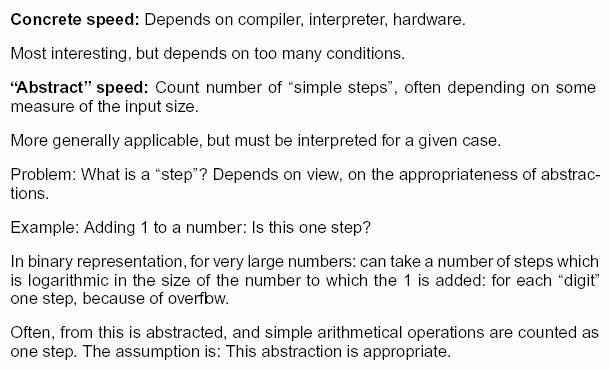 Concrete speed: Depends on compiler, interpreter, hardware.
Most interesting, but depends on too many conditions.
“Abstract” speed: Count number of “simple steps”, often depending on some
measure of the input size.
More generally applicable, but must be interpreted for a given case.
Problem: What is a “step”? Depends on view, on the appropriateness of abstrac-
tions.
Example: Adding 1 to a number: Is this one step?
In binary representation, for very large numbers: can take a number of steps which
is logarithmic in the size of the number to which the 1 is added: for each “digit”
one step, because of overflow.
Often, from this is abstracted, and simple arithmetical operations are counted as
one step. The assumption is: This abstraction is appropriate.